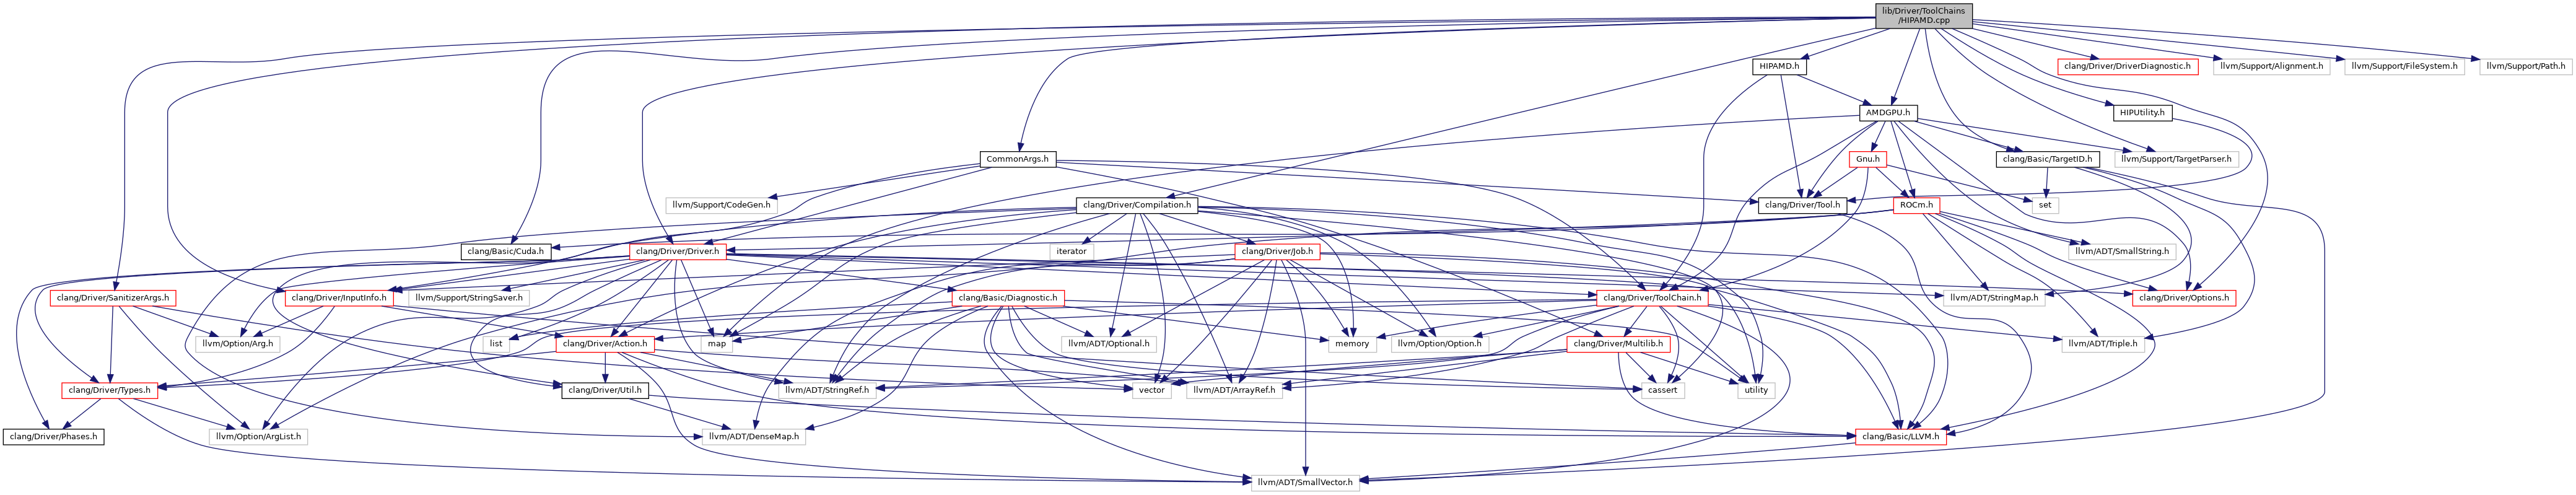 lib/Driver/ToolChains
/HIPAMD.cpp
HIPAMD.h
clang/Driver/DriverDiagnostic.h
llvm/Support/Alignment.h
llvm/Support/FileSystem.h
llvm/Support/Path.h
AMDGPU.h
HIPUtility.h
CommonArgs.h
Gnu.h
clang/Basic/TargetID.h
llvm/Support/TargetParser.h
llvm/Support/CodeGen.h
clang/Driver/Compilation.h
clang/Driver/Tool.h
ROCm.h
set
clang/Basic/Cuda.h
clang/Driver/Driver.h
iterator
clang/Driver/Job.h
llvm/ADT/SmallString.h
clang/Driver/SanitizerArgs.h
clang/Driver/InputInfo.h
llvm/Support/StringSaver.h
clang/Basic/Diagnostic.h
clang/Driver/ToolChain.h
llvm/ADT/StringMap.h
clang/Driver/Options.h
llvm/Option/Arg.h
list
clang/Driver/Action.h
map
llvm/ADT/Optional.h
memory
llvm/Option/Option.h
clang/Driver/Multilib.h
llvm/ADT/Triple.h
clang/Driver/Types.h
clang/Driver/Util.h
llvm/ADT/StringRef.h
vector
llvm/ADT/ArrayRef.h
cassert
utility
clang/Driver/Phases.h
llvm/Option/ArgList.h
llvm/ADT/DenseMap.h
clang/Basic/LLVM.h
llvm/ADT/SmallVector.h